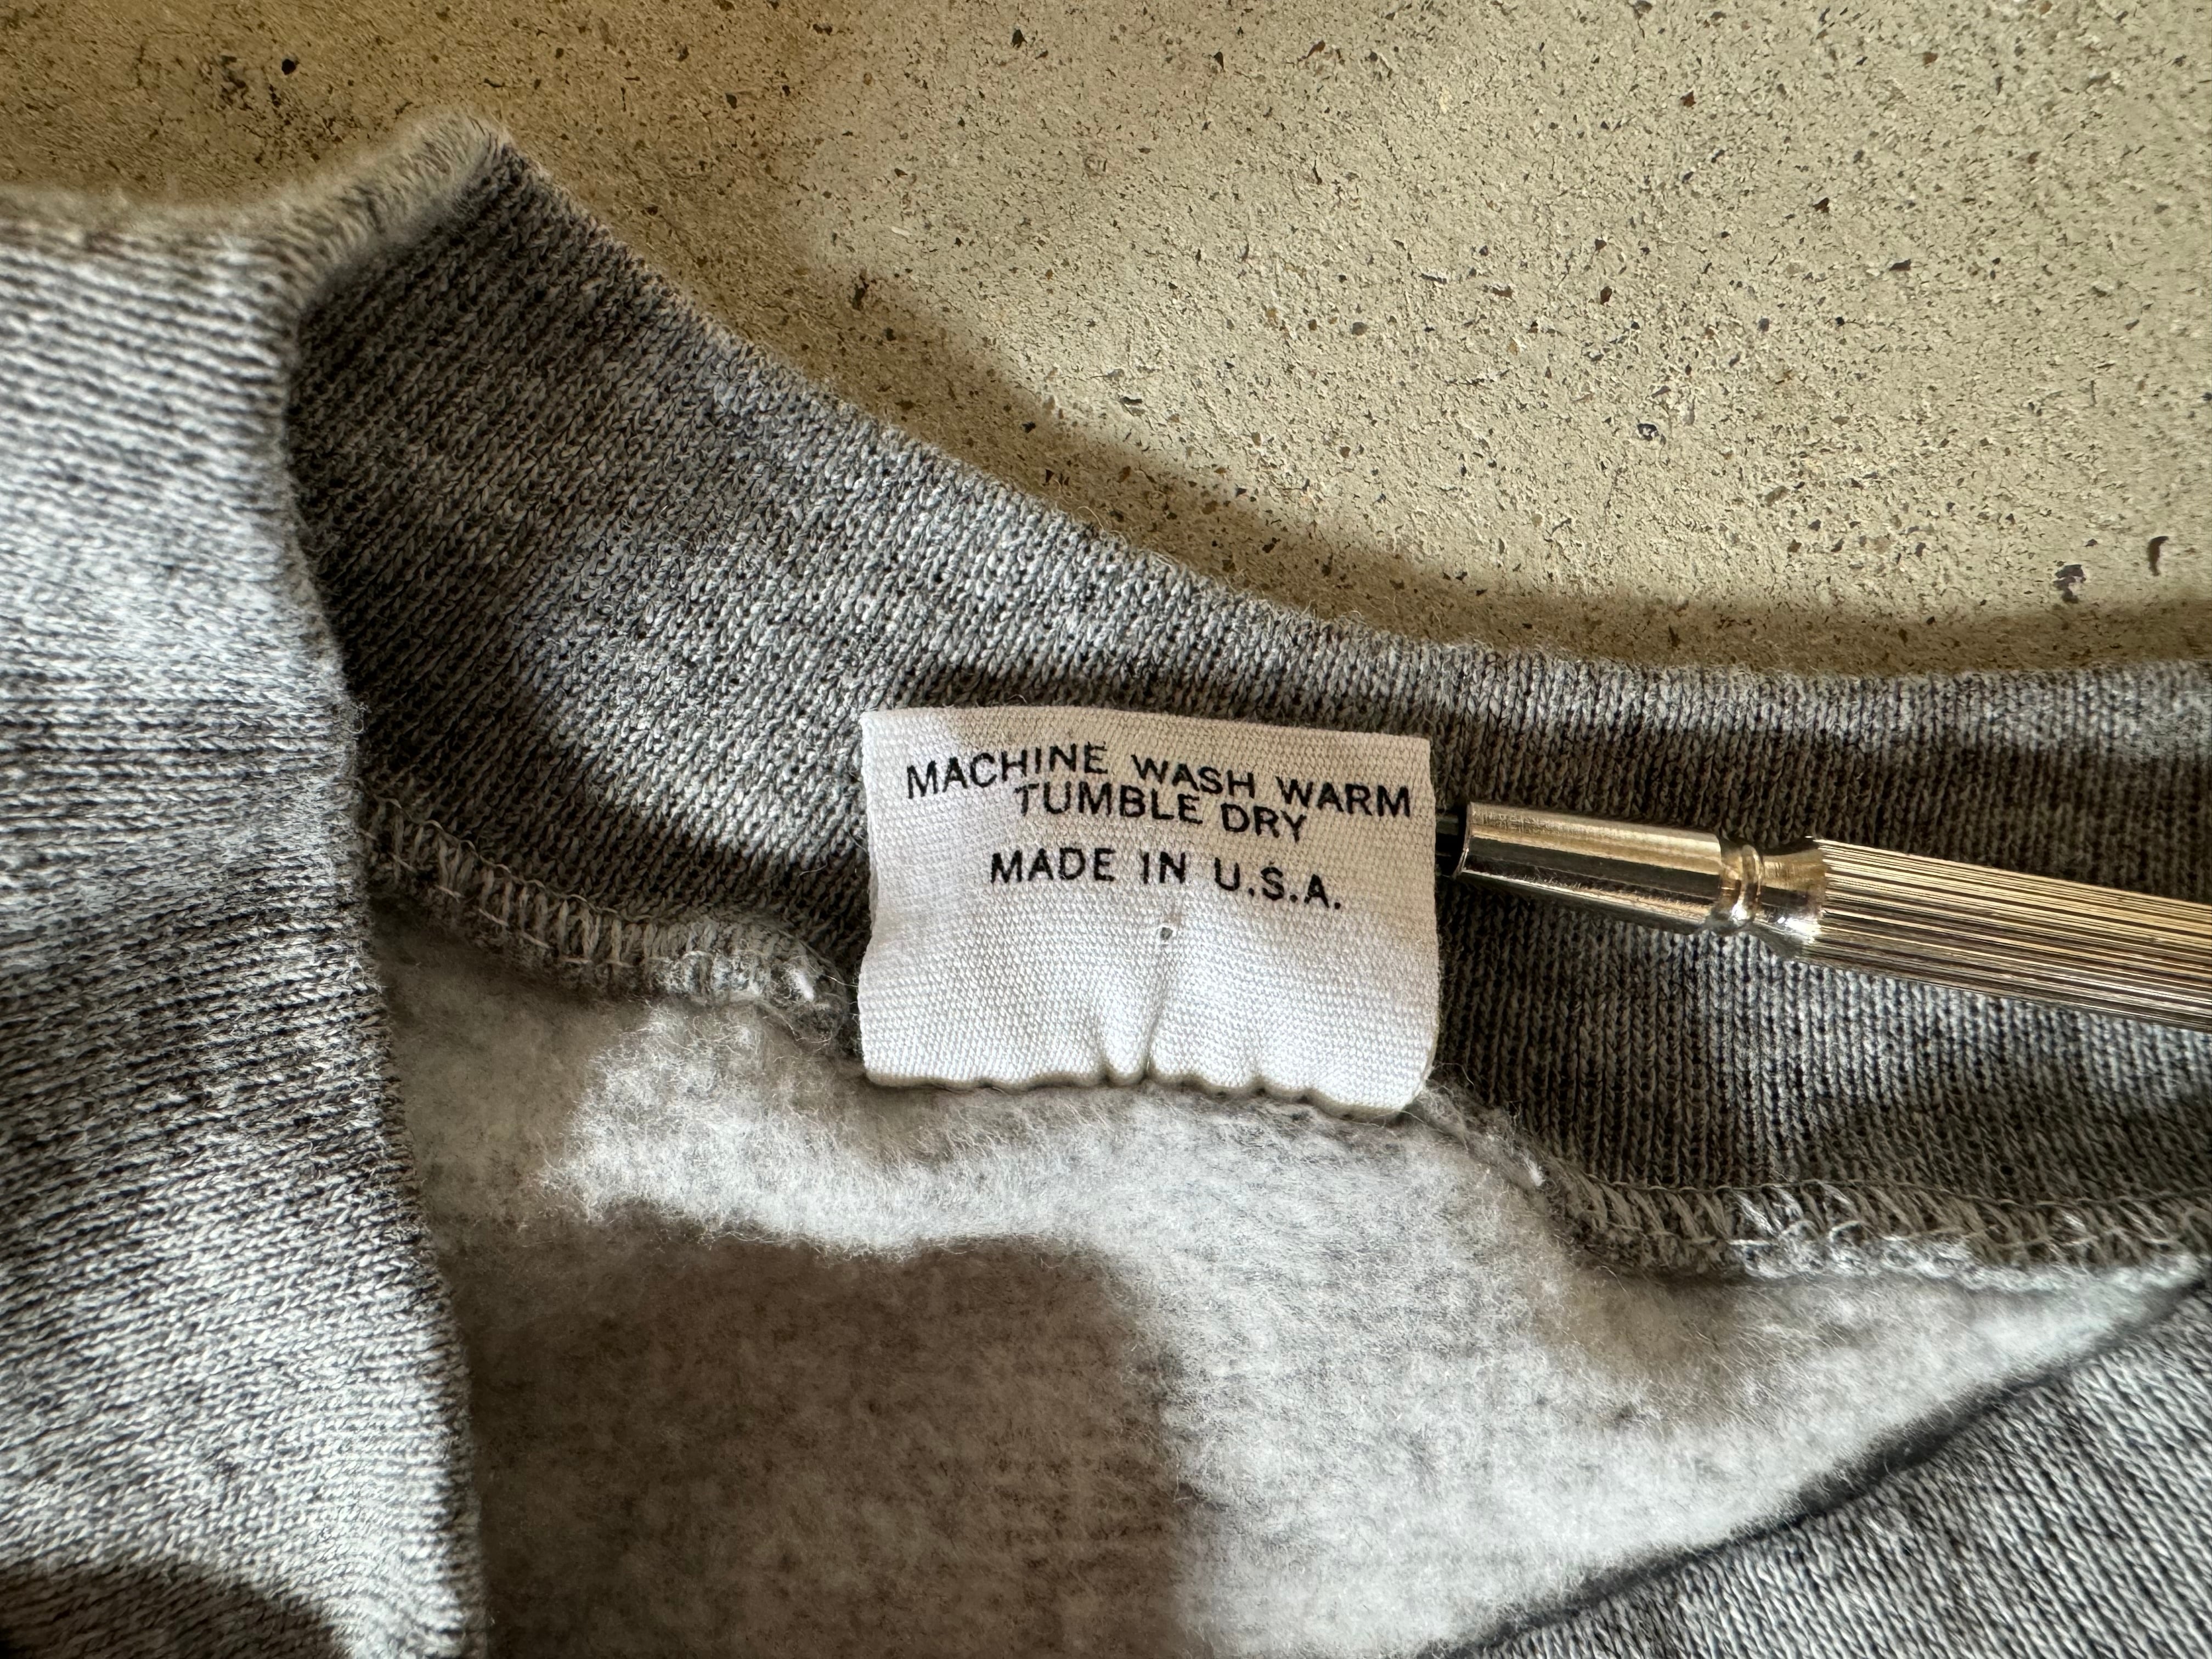 MACHINE WASH WARM
TUMBLE DRY
MADE IN U.S.A.